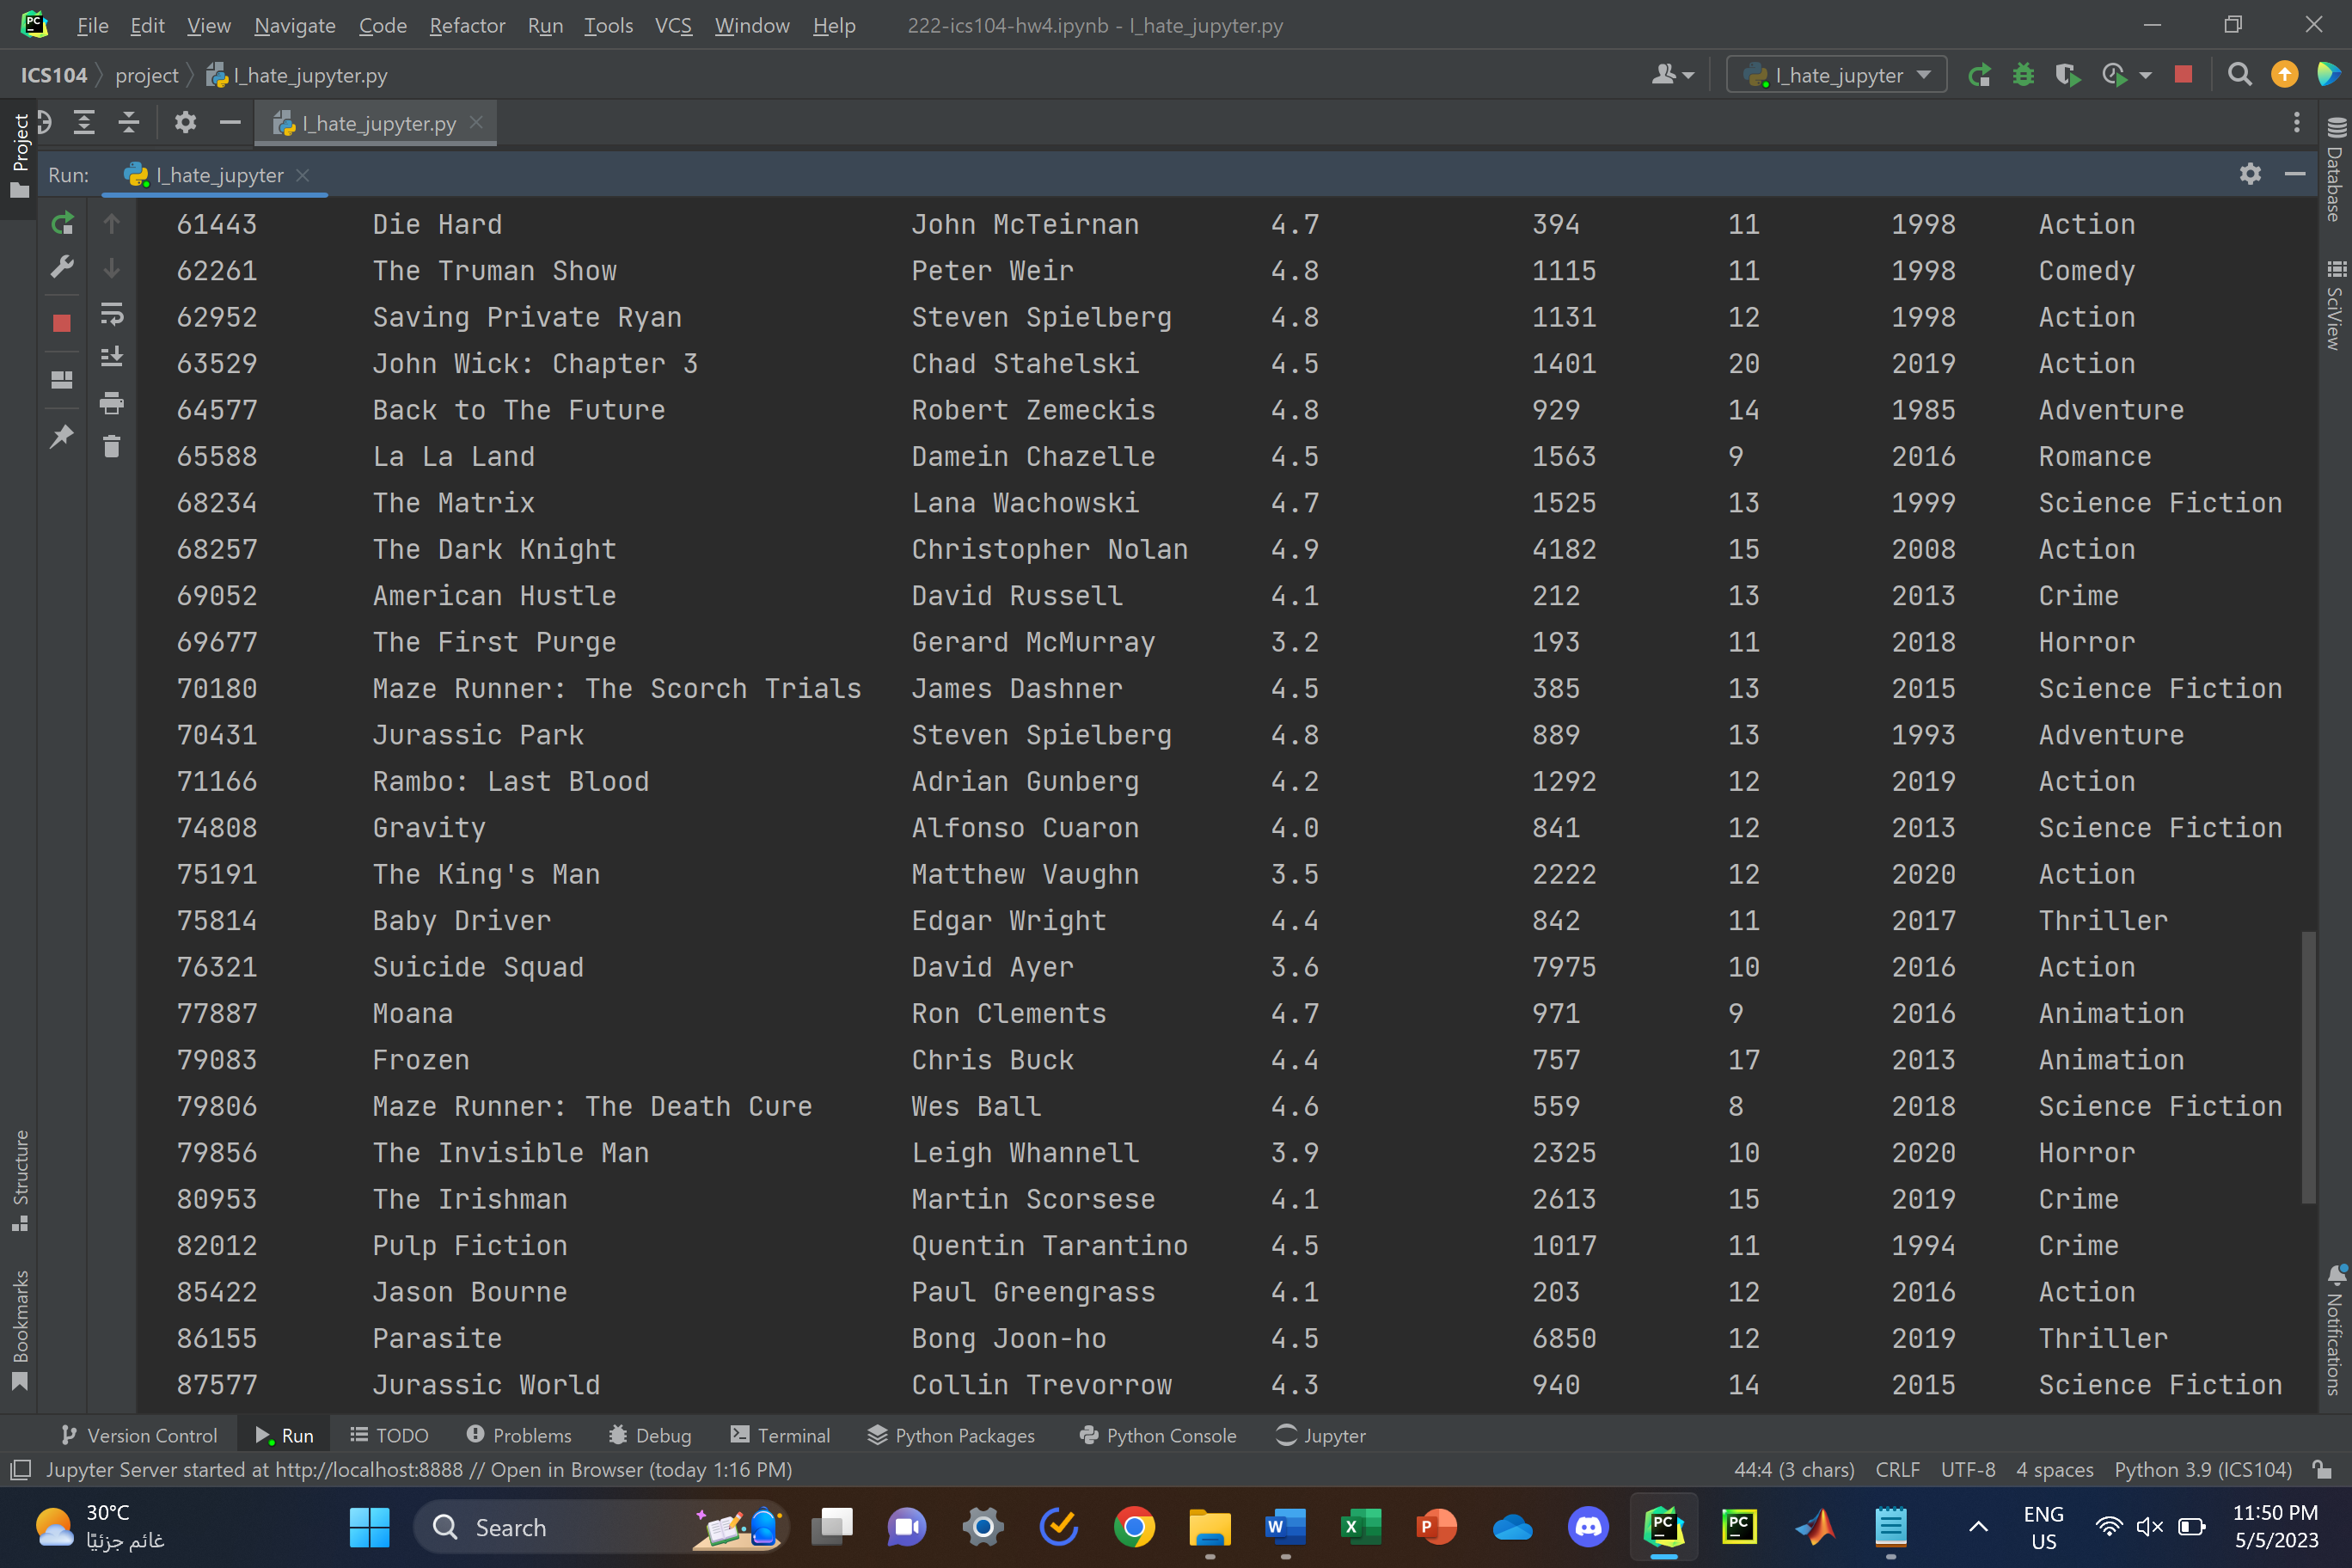 PC File Edit View Navigate Code Refactor Run Tools VCS Window Help 222-ics104-hw4.ipynb - I_hate_jupyter.py
ICS104 project I_hate_jupyter.py I_hate_jupyter
Project I_hate_jupyter.py
Run: I_hate_jupyter
61443 Die Hard John McTeirnan 4.7 394 11 1998 Action
62261 The Truman Show Peter Weir 4.8 1115 11 1998 Comedy
62952 Saving Private Ryan Steven Spielberg 4.8 1131 12 1998 Action
63529 John Wick: Chapter 3 Chad Stahelski 4.5 1401 20 2019 Action
64577 Back to The Future Robert Zemeckis 4.8 929 14 1985 Adventure
65588 La La Land Damein Chazelle 4.5 1563 9 2016 Romance
68234 The Matrix Lana Wachowski 4.7 1525 13 1999 Science Fiction
68257 The Dark Knight Christopher Nolan 4.9 4182 15 2008 Action
69052 American Hustle David Russell 4.1 212 13 2013 Crime
69677 The First Purge Gerard McMurray 3.2 193 11 2018 Horror
70180 Maze Runner: The Scorch Trials James Dashner 4.5 385 13 2015 Science Fiction
70431 Jurassic Park Steven Spielberg 4.8 889 13 1993 Adventure
71166 Rambo: Last Blood Adrian Gunberg 4.2 1292 12 2019 Action
74808 Gravity Alfonso Cuaron 4.0 841 12 2013 Science Fiction
75191 The King's Man Matthew Vaughn 3.5 2222 12 2020 Action
75814 Baby Driver Edgar Wright 4.4 842 11 2017 Thriller
76321 Suicide Squad David Ayer 3.6 7975 10 2016 Action
77887 Moana Ron Clements 4.7 971 9 2016 Animation
79083 Frozen Chris Buck 4.4 757 17 2013 Animation
79806 Maze Runner: The Death Cure Wes Ball 4.6 559 8 2018 Science Fiction
79856 The Invisible Man Leigh Whannell 3.9 2325 10 2020 Horror
80953 The Irishman Martin Scorsese 4.1 2613 15 2019 Crime
82012 Pulp Fiction Quentin Tarantino 4.5 1017 11 1994 Crime
85422 Jason Bourne Paul Greengrass 4.1 203 12 2016 Action
86155 Parasite Bong Joon-ho 4.5 6850 12 2019 Thriller
87577 Jurassic World Collin Trevorrow 4.3 940 14 2015 Science Fiction
Structure
Bookmarks
Database
SciView
Notifications
Version Control Run TODO Problems Debug Terminal Python Packages Python Console Jupyter
Jupyter Server started at http://localhost:8888 // Open in Browser (today 1:16 PM) 44:4 (3 chars) CRLF UTF-8 4 spaces Python 3.9 (ICS104)
30°C
غائم جزئيًا
Search
W X P PC PC
ENG
US
11:50 PM
5/5/2023